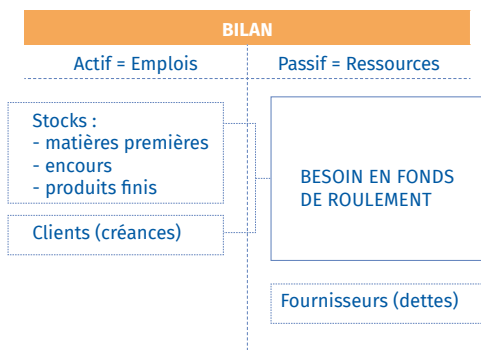 BILAN
Actif = Emplois
Passif = Ressources
Stocks :
- matières premières
- encours
- produits finis
Clients (créances)
BESOIN EN FONDS
DE ROULEMENT
Fournisseurs (dettes)